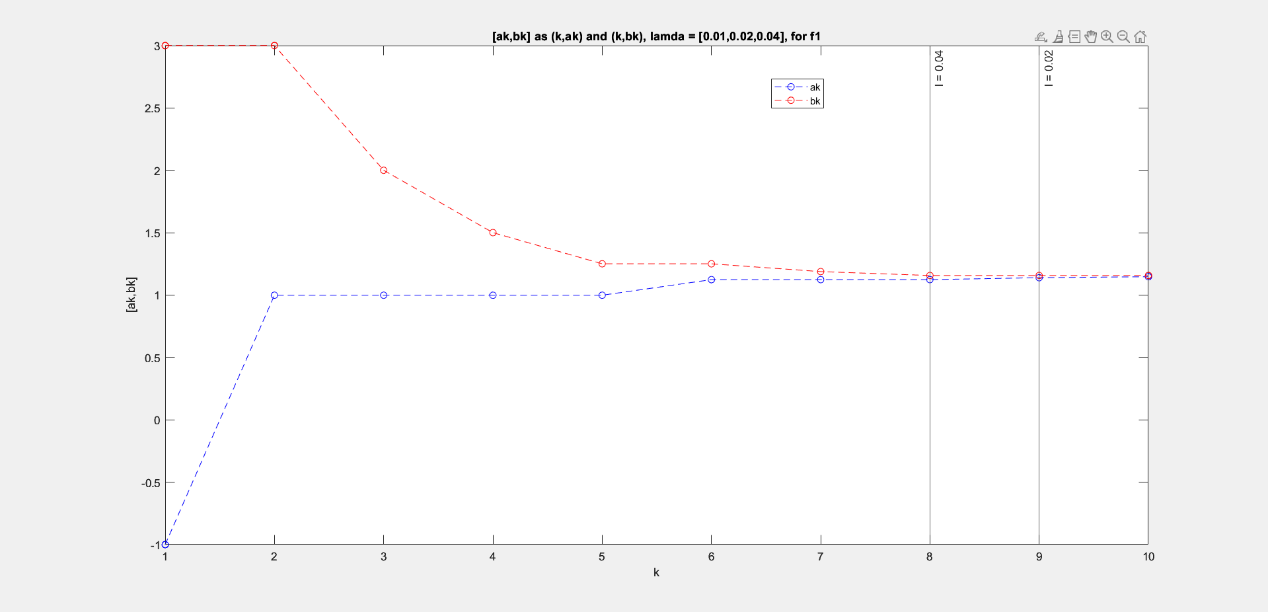 [ak,bk] as (k,ak) and (k,bk), lamda = [0.01,0.02,0.04], for f1
l = 0.04
l = 0.02
ak
bk
3
2.5
2
1.5
1
0.5
0
-0.5
-1
[ak,bk]
1 2 3 4 5 6 7 8 9 10
k